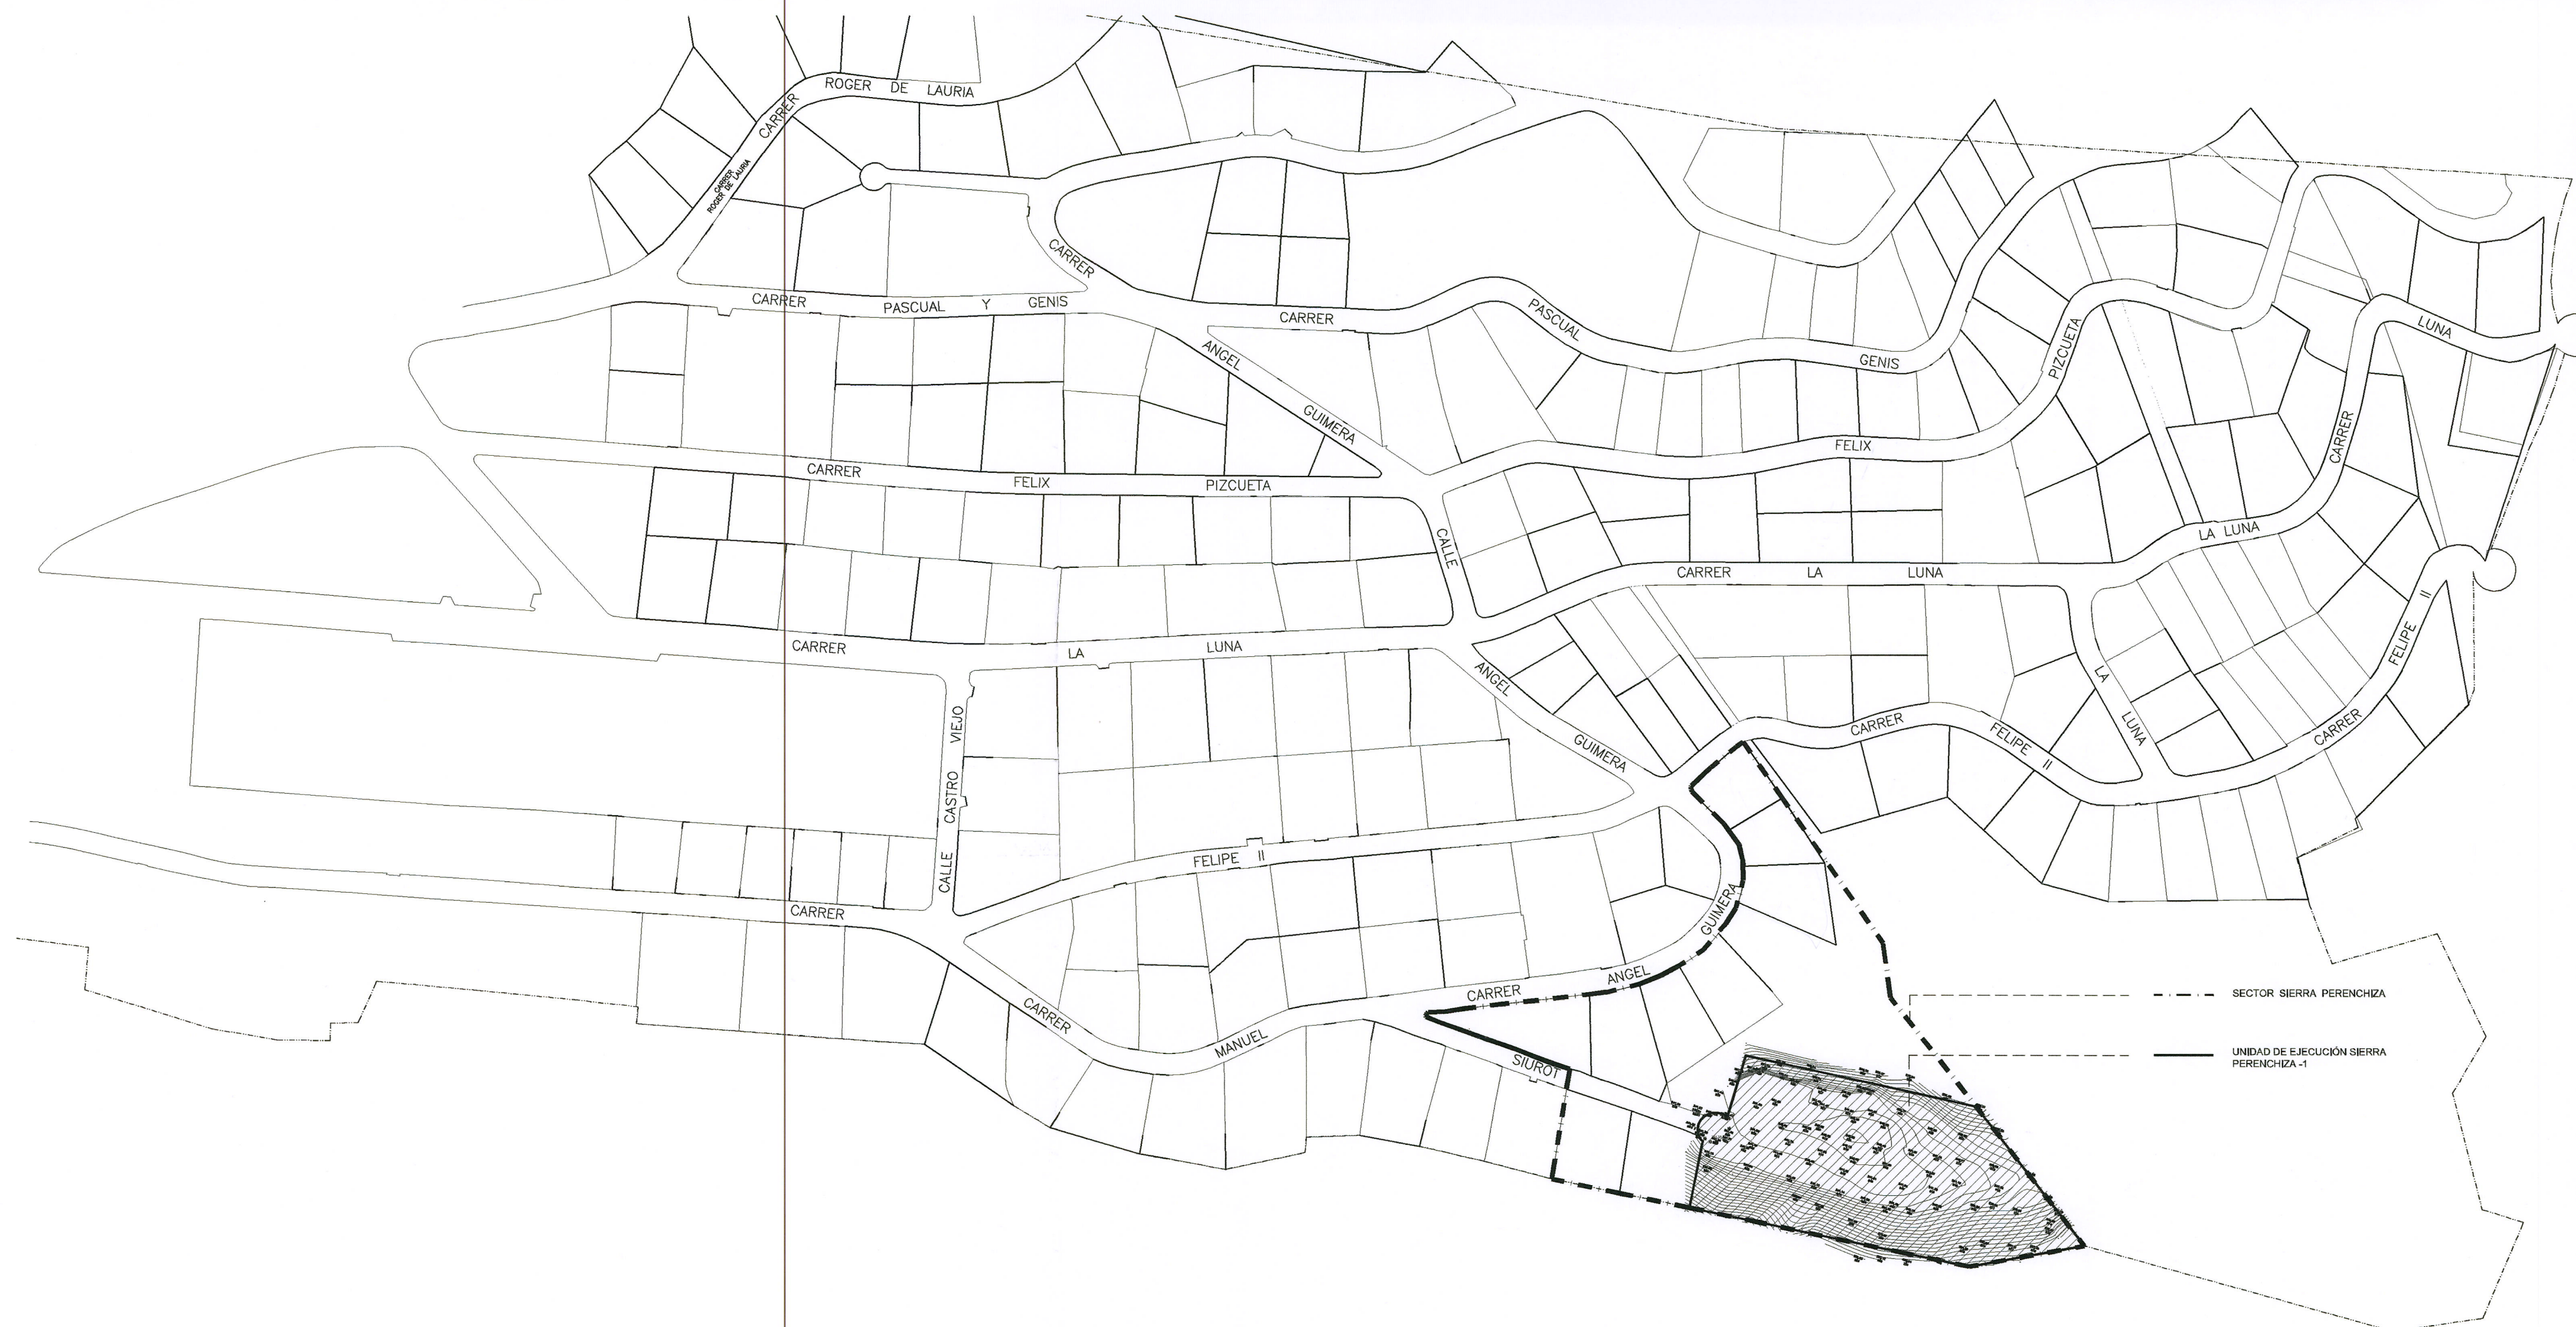 ROGER DE LAURIA
CARRER
CARRER
ROGER DE LAURIA
CARRER
CARRER PASCUAL Y GENIS
CARRER
PASCUAL
GENIS
PIZCUETA
LUNA
ANGEL
GUIMERA
CARRER
FELIX
CARRER
FELIX
PIZCUETA
CALLE
LA LUNA
CARRER LA LUNA
CARRER
LA
LUNA
ANGEL
GUIMERA
LA
LUNA
FELIPE II
CARRER
CARRER
FELIPE II
CALLE CASTRO VIEJO
FELIPE II
CARRER
GUIMERA
ANGEL
CARRER
CARRER
MANUEL
SIUROT
SECTOR SIERRA PERENCHIZA
UNIDAD DE EJECUCIÓN SIERRA
PERENCHIZA -1